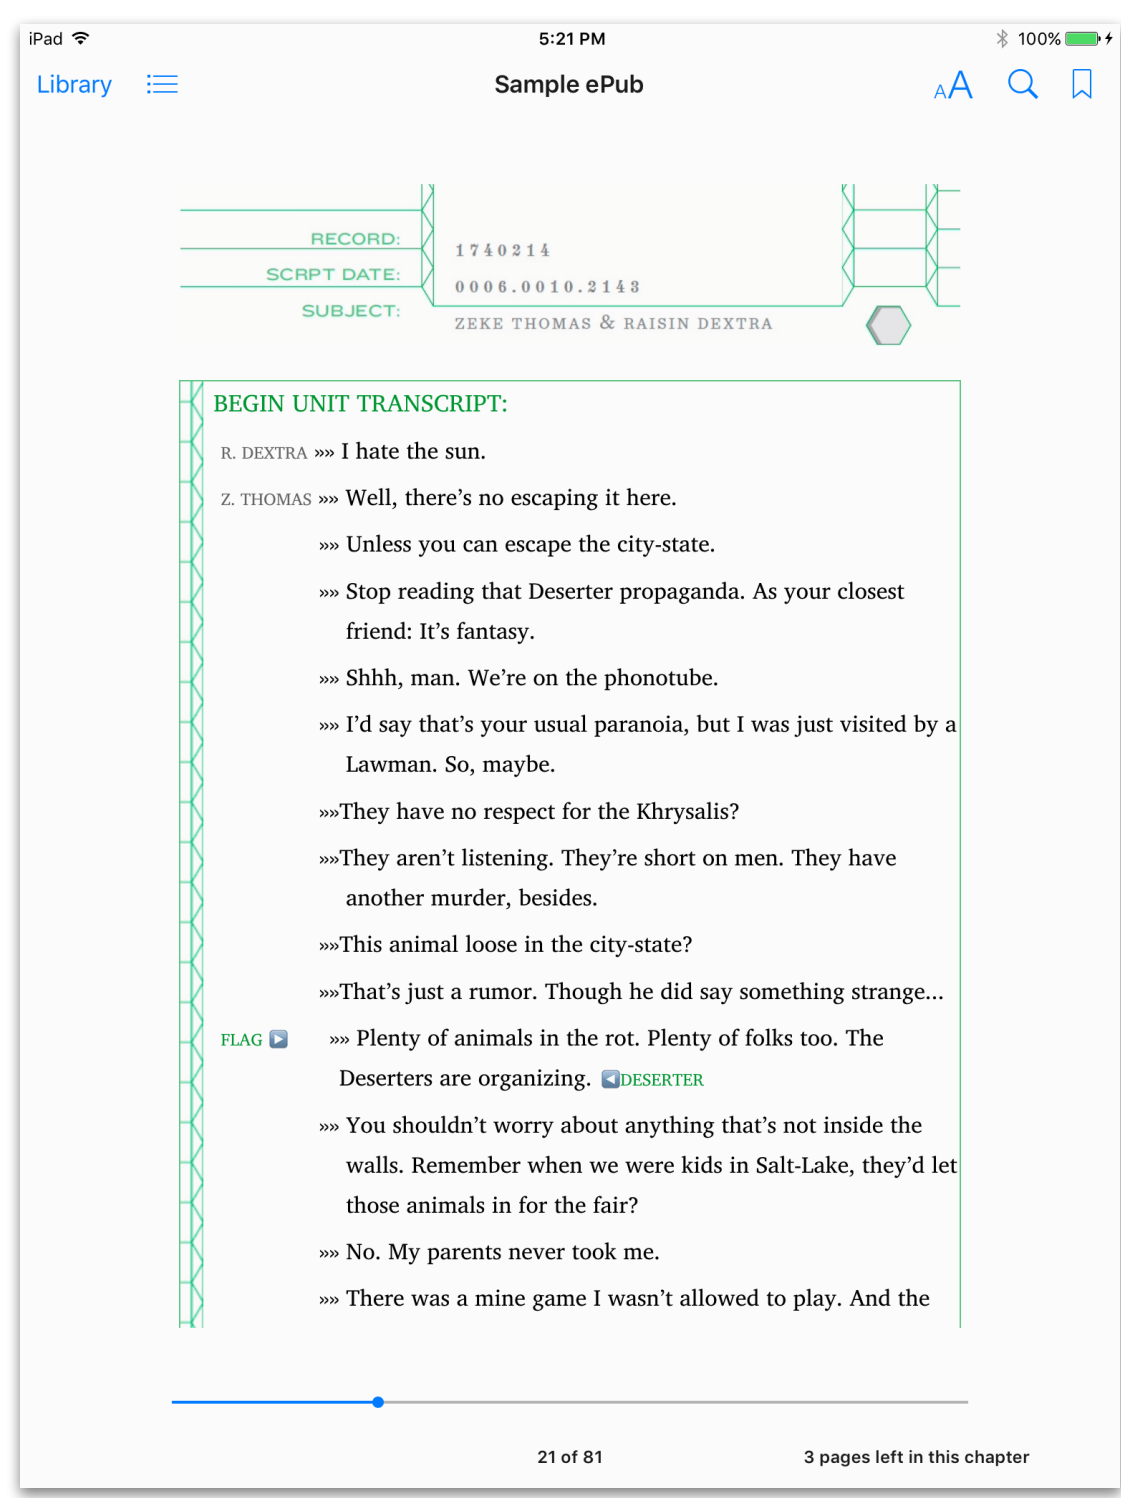 iPad 5:21 PM 100%
Library Sample ePub AA
RECORD: 1740214
SCRPT DATE: 0006.0010.2143
SUBJECT: ZEKE THOMAS & RAISIN DEXTRA
BEGIN UNIT TRANSCRIPT:
R. DEXTRA »» I hate the sun.
Z. THOMAS »» Well, there’s no escaping it here.
»» Unless you can escape the city-state.
»» Stop reading that Deserter propaganda. As your closest
friend: It’s fantasy.
»» Shhh, man. We’re on the phonotube.
»» I’d say that’s your usual paranoia, but I was just visited by a
Lawman. So, maybe.
»»They have no respect for the Khrysalis?
»»They aren’t listening. They’re short on men. They have
another murder, besides.
»»This animal loose in the city-state?
»»That’s just a rumor. Though he did say something strange...
FLAG ▶ »» Plenty of animals in the rot. Plenty of folks too. The
Deserters are organizing. ◀DESERTER
»» You shouldn’t worry about anything that’s not inside the
walls. Remember when we were kids in Salt-Lake, they’d let
those animals in for the fair?
»» No. My parents never took me.
»» There was a mine game I wasn’t allowed to play. And the
21 of 81 3 pages left in this chapter